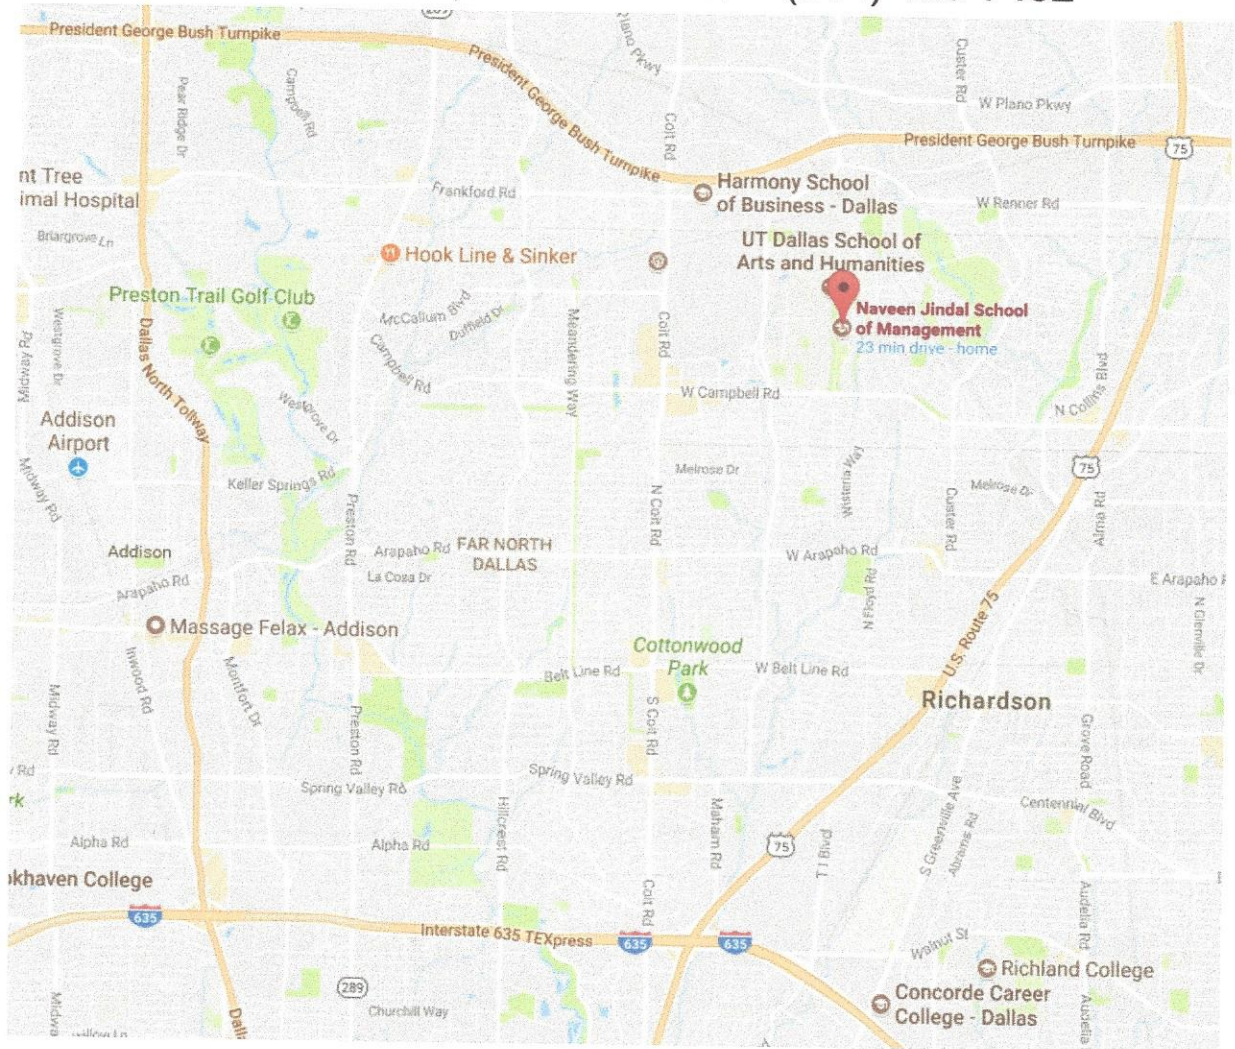 President George Bush Turnpike
Plano Pkwy
Custer Rd
Pear Ridge Dr
Campbell Rd
President George Bush Turnpike
W Plano Pkwy
Coit Rd
President George Bush Turnpike
75
nt Tree
imal Hospital
Frankford Rd
Harmony School
of Business - Dallas
W Renner Rd
Briargrove Ln
Hook Line & Sinker
UT Dallas School of
Arts and Humanities
Preston Trail Golf Club
McCallum Blvd
Duffield Dr
Naveen Jindal School
of Management
23 min drive - home
Midway Rd
Westgrove Dr
Dallas North Tollway
Campbell Rd
Meandering Way
Coit Rd
W Campbell Rd
N Collins Blvd
Addison
Airport
Westgrove Dr
Midway Rd
Keller Springs Rd
Melrose Dr
Wisteria Way
Melrose Dr
75
Preston Rd
N Coit Rd
Custer Rd
Alma Rd
Addison
Arapaho Rd
FAR NORTH
DALLAS
W Arapaho Rd
La Cosa Dr
Arapaho Rd
N Floyd Rd
E Arapaho
U.S. Route 75
N Glenville Dr
Massage Felax - Addison
Cottonwood
Park
Inwood Rd
Montfort Dr
Belt Line Rd
W Belt Line Rd
Richardson
Midway Rd
Preston Rd
S Coit Rd
Grove Road
Rd
Spring Valley Rd
Spring Valley Rd
rk
Hillcrest Rd
Maham Rd
S Greenville Ave
Abrams Rd
Centennial Blvd
Alpha Rd
Alpha Rd
75
T I Blvd
okhaven College
Coit Rd
Audelia Rd
635
Interstate 635 TEXpress
635
635
Walnut St
Richland College
289
Concorde Career
College - Dallas
Midwa
Churchill Way
Dall
Audelia